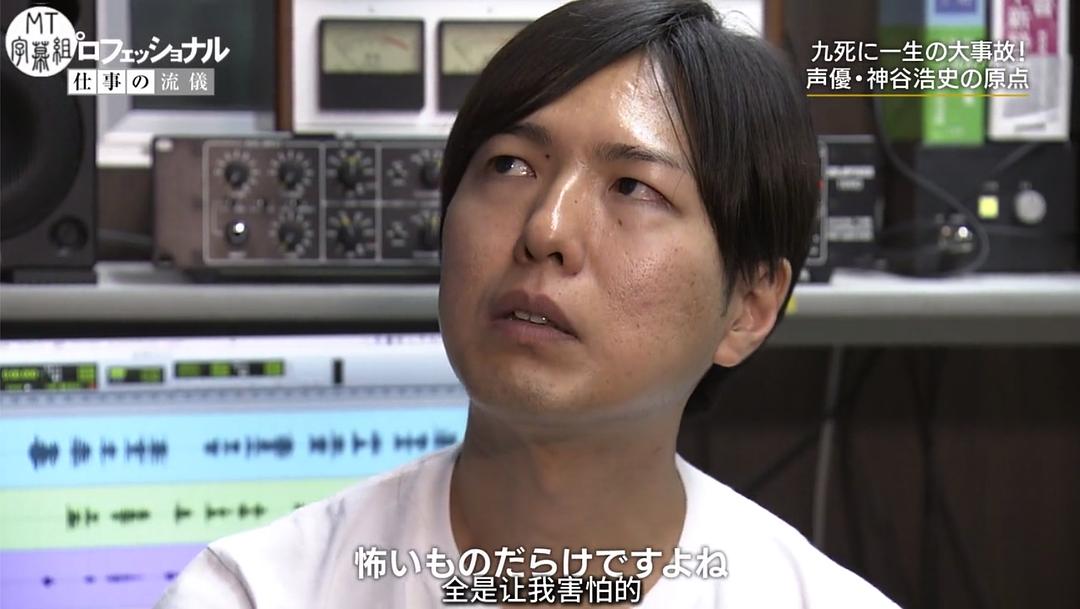 MT
字幕組
プロフェッショナル
仕事の流儀
九死に一生の大事故!
声優・神谷浩史の原点
怖いものだらけですよね
全是让我害怕的